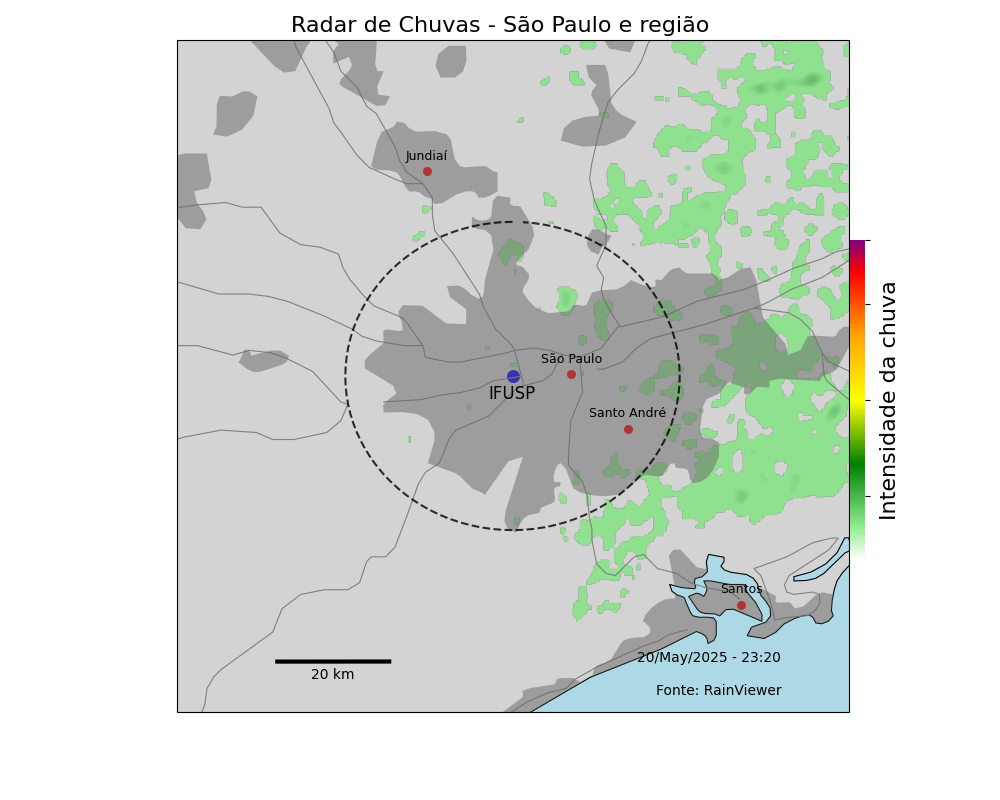 Radar de Chuvas - São Paulo e região
Jundiaí
São Paulo
IFUSP
Santo André
Intensidade da chuva
Santos
20/May/2025 - 23:20
20 km
Fonte: RainViewer